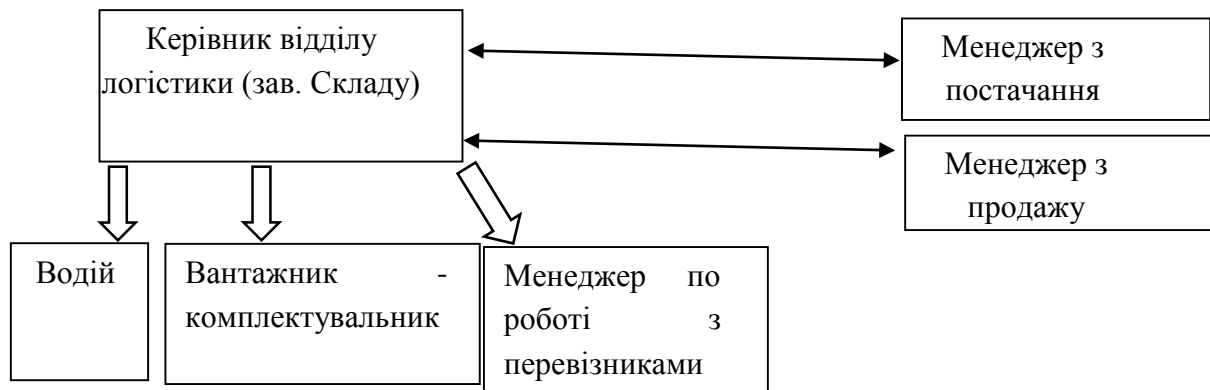 Керівник відділу
логістики (зав. Складу)
Менеджер з
постачання
Менеджер з
продажу
Водій
Вантажник -
комплектувальник
Менеджер по
роботі з
перевізниками